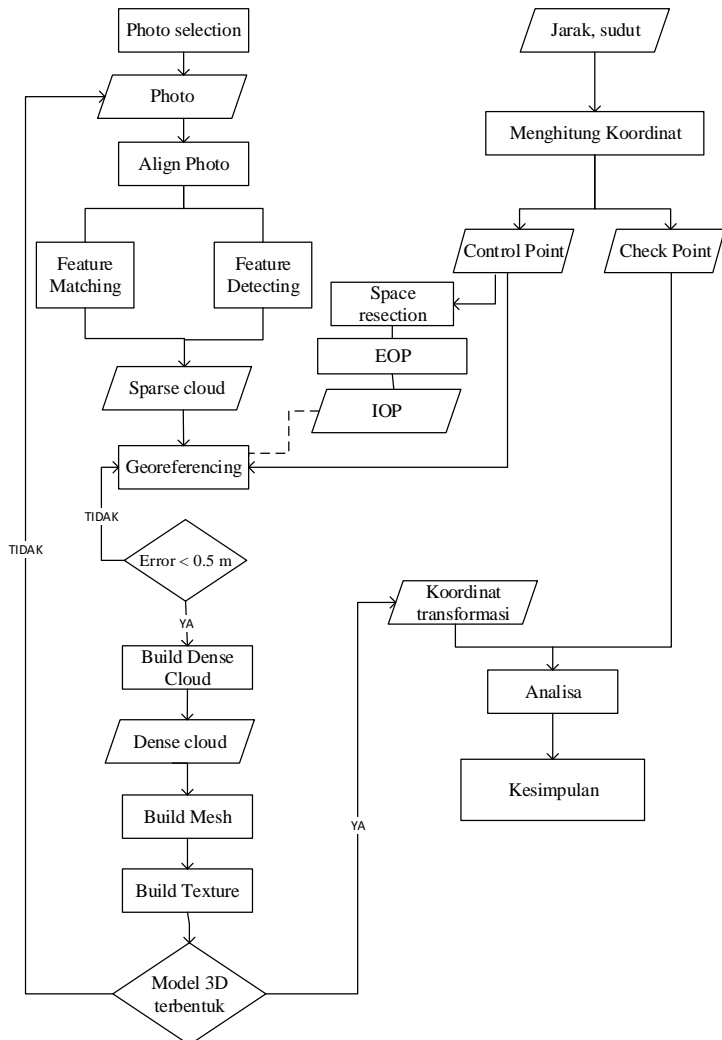 Photo selection
Jarak, sudut
Photo
Menghitung Koordinat
Align Photo
Feature
Matching
Feature
Detecting
Control Point
Check Point
Space
resection
EOP
IOP
Sparse cloud
Georeferencing
TIDAK
TIDAK
Error < 0.5 m
YA
Koordinat
transformasi
Build Dense
Cloud
Analisa
Dense cloud
Kesimpulan
Build Mesh
YA
Build Texture
Model 3D
terbentuk